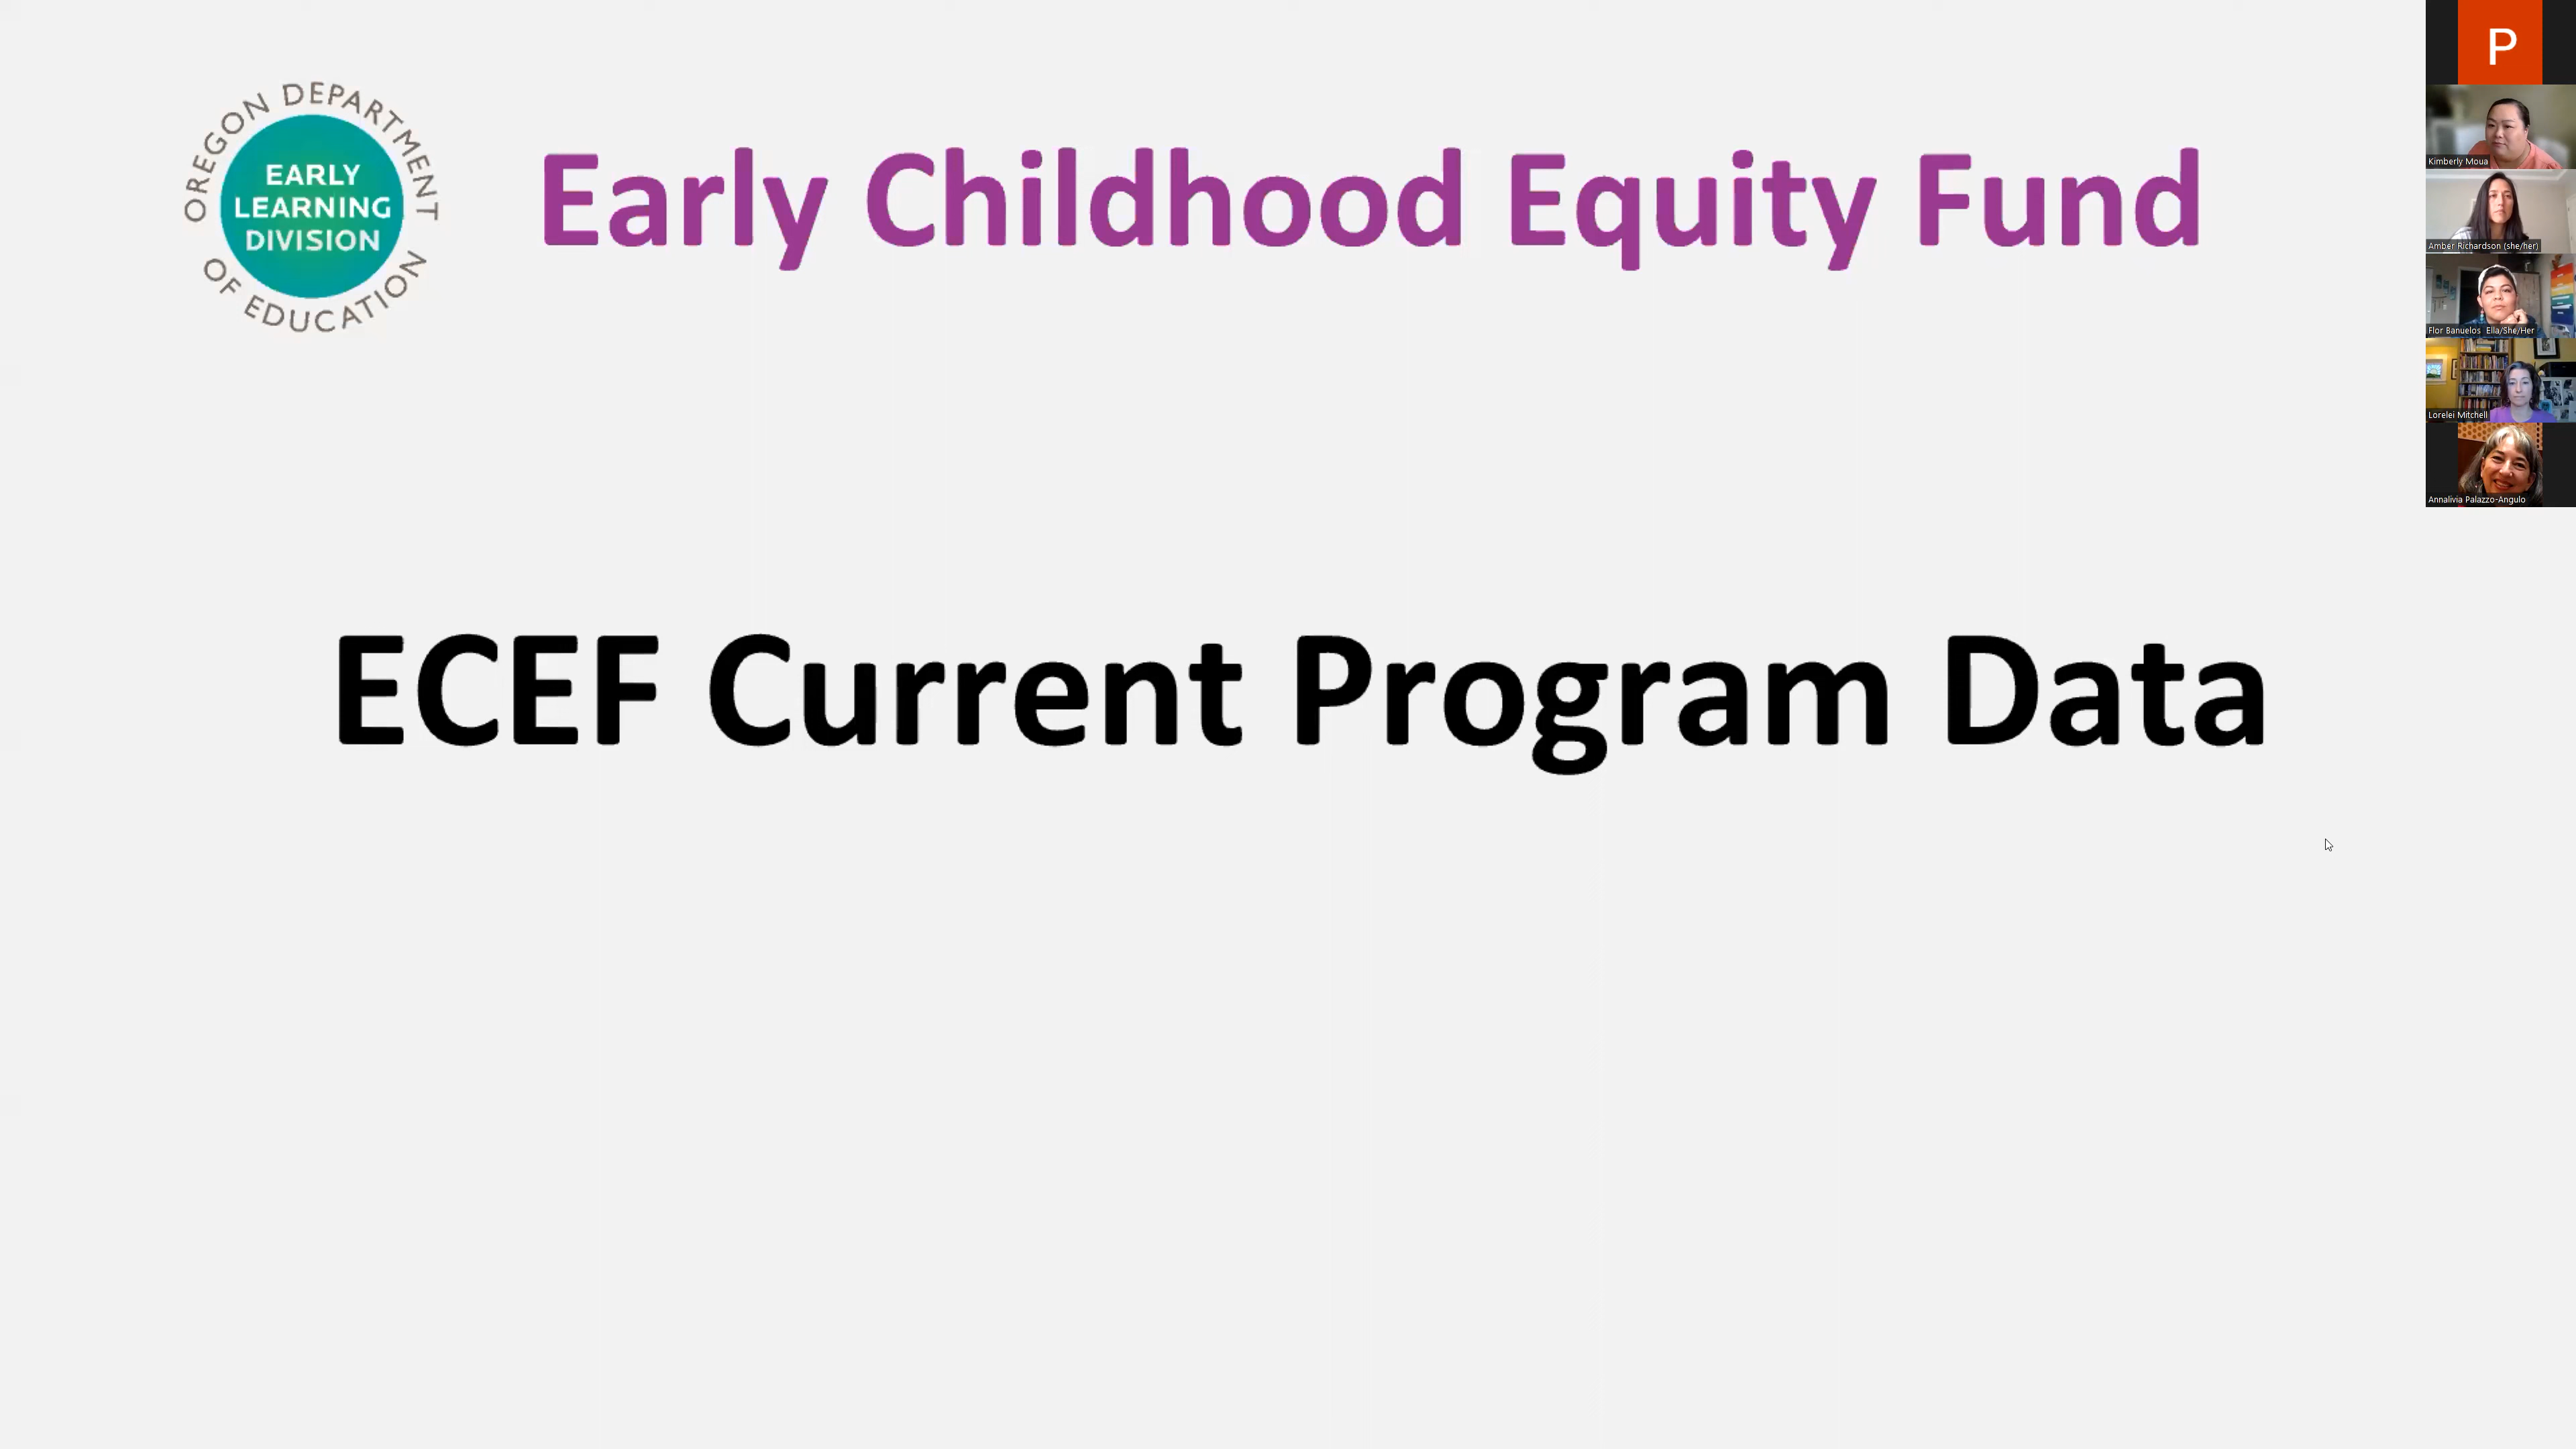 OREGON DEPARTMENT
EARLY
LEARNING
DIVISION
OF EDUCATION
Early Childhood Equity Fund
ECEF Current Program Data
P
Kimberly Moua
Amber Richardson (she/her)
Flor Banuelos Ella/She/Her
Lorelei Mitchell
Annalivia Palazzo-Angulo